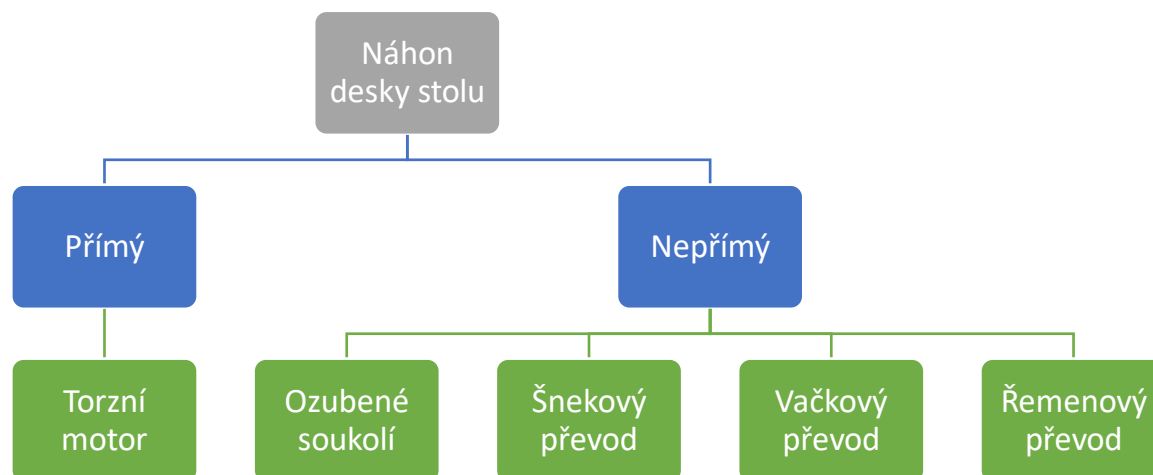 Náhon
desky stolu
Přímý
Nepřímý
Torzní
motor
Ozubené
soukolí
Šnekový
převod
Vačkový
převod
Řemenový
převod